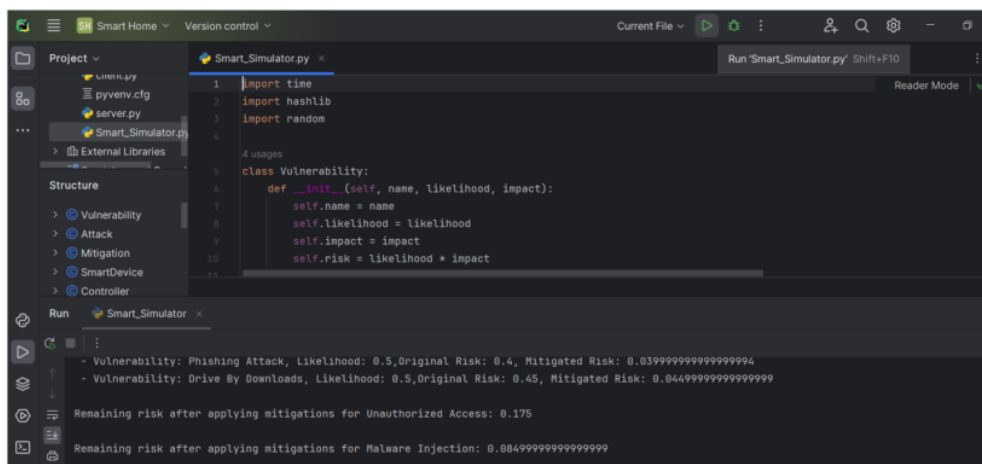 SH Smart Home Version control Current File
Project
Smart_Simulator.py
Run 'Smart_Simulator.py' Shift+F10
client.py
pyvenv.cfg
server.py
Smart_Simulator.py
External Libraries
Reader Mode
1 import time
2 import hashlib
3 import random
4
4 usages
5 class Vulnerability:
6 def __init__(self, name, likelihood, impact):
7 self.name = name
8 self.likelihood = likelihood
9 self.impact = impact
10 self.risk = likelihood * impact
11
Structure
Vulnerability
Attack
Mitigation
SmartDevice
Controller
Run Smart_Simulator
- Vulnerability: Phishing Attack, Likelihood: 0.5,Original Risk: 0.4, Mitigated Risk: 0.039999999999999994
- Vulnerability: Drive By Downloads, Likelihood: 0.5,Original Risk: 0.45, Mitigated Risk: 0.04499999999999999
Remaining risk after applying mitigations for Unauthorized Access: 0.175
Remaining risk after applying mitigations for Malware Injection: 0.08499999999999999